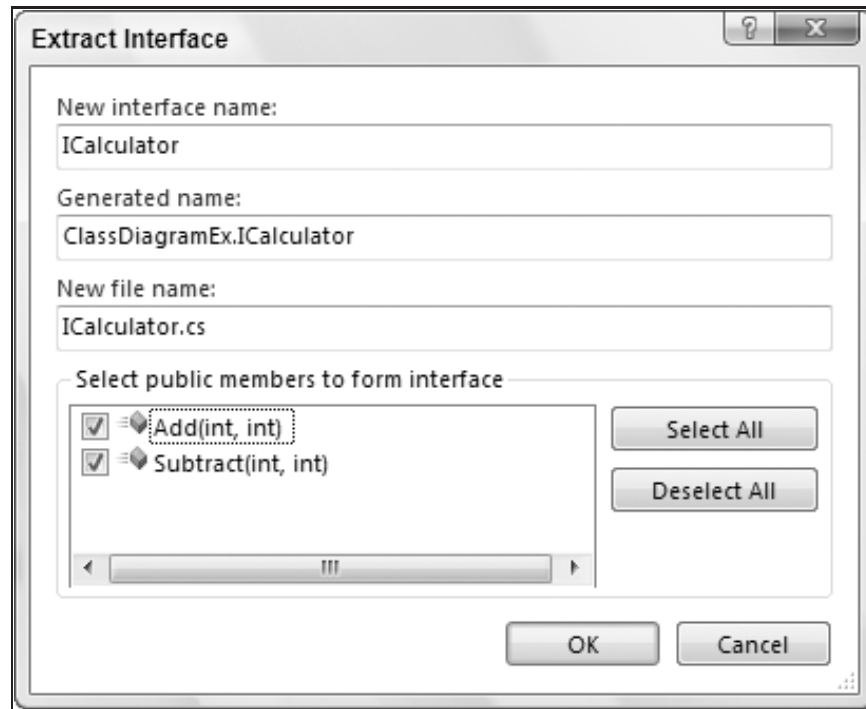 Extract Interface
New interface name:
ICalculator
Generated name:
ClassDiagramEx.ICalculator
New file name:
ICalculator.cs
Select public members to form interface
Add(int, int)
Subtract(int, int)
Select All
Deselect All
OK
Cancel